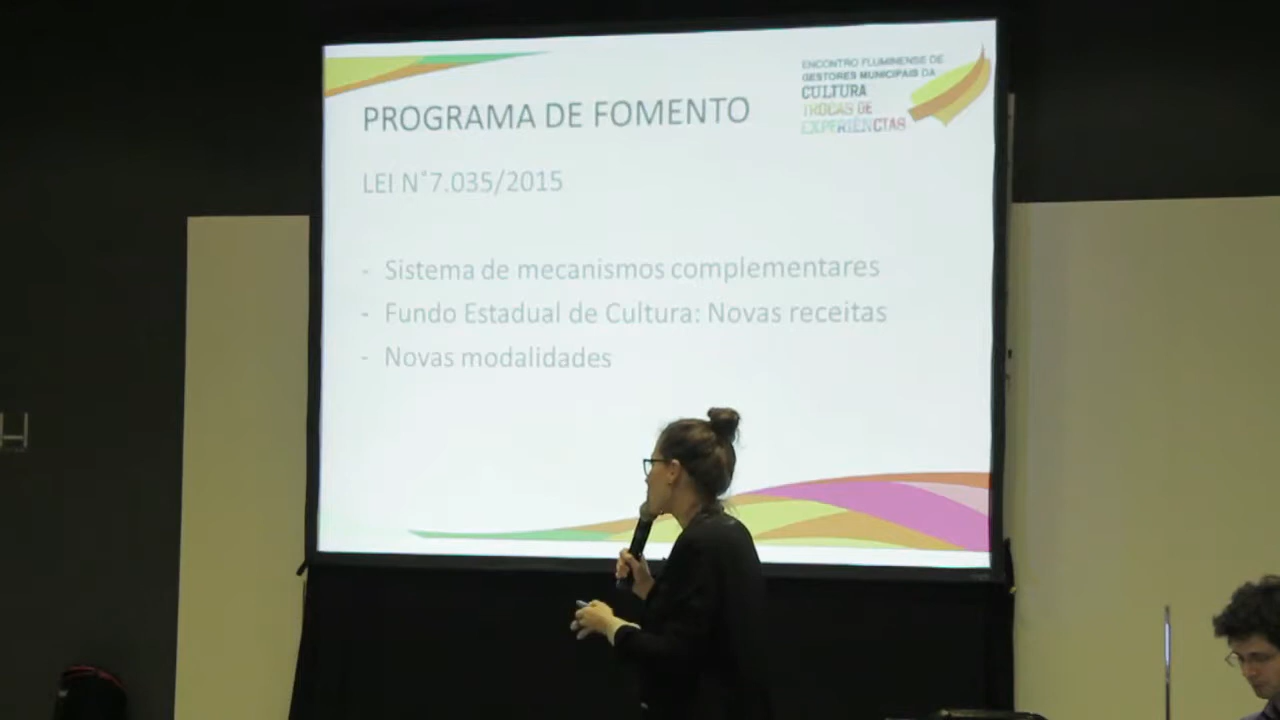 ENCONTRO FLUMINENSE DE
GESTORES MUNICIPAIS DA
CULTURA
TROCAS DE
EXPERIÊNCIAS
PROGRAMA DE FOMENTO
LEI N°7.035/2015
- Sistema de mecanismos complementares
- Fundo Estadual de Cultura: Novas receitas
- Novas modalidades
H